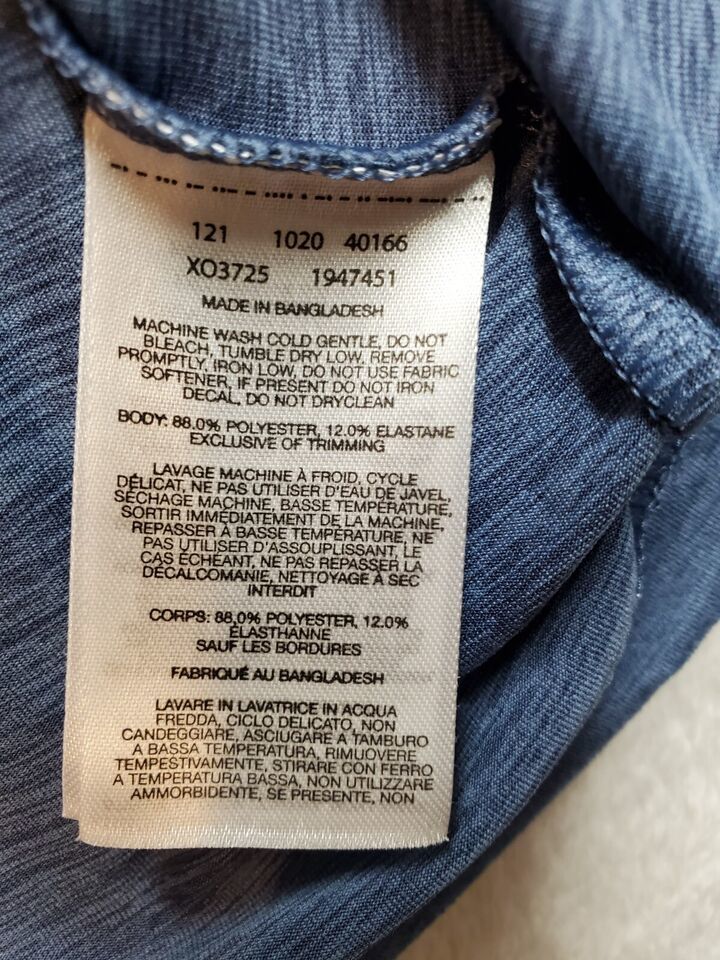 121 1020 40166
XO3725 1947451
MADE IN BANGLADESH
MACHINE WASH COLD GENTLE, DO NOT
BLEACH, TUMBLE DRY LOW, REMOVE
PROMPTLY, IRON LOW, DO NOT USE FABRIC
SOFTENER, IF PRESENT DO NOT IRON
DECAL, DO NOT DRYCLEAN
BODY: 88.0% POLYESTER, 12.0% ELASTANE
EXCLUSIVE OF TRIMMING
LAVAGE MACHINE À FROID, CYCLE
DÉLICAT, NE PAS UTILISER D'EAU DE JAVEL,
SÉCHAGE MACHINE, BASSE TEMPÉRATURE,
SORTIR IMMÉDIATEMENT DE LA MACHINE,
REPASSER À BASSE TEMPÉRATURE, NE
PAS UTILISER D'ASSOUPLISSANT, LE
CAS ÉCHÉANT, NE PAS REPASSER LA
DÉCALCOMANIE, NETTOYAGE À SEC
INTERDIT
CORPS: 88,0% POLYESTER, 12.0%
ÉLASTHANNE
SAUF LES BORDURES
FABRIQUÉ AU BANGLADESH
LAVARE IN LAVATRICE IN ACQUA
FREDDA, CICLO DELICATO, NON
CANDEGGIARE, ASCIUGARE A TAMBURO
A BASSA TEMPERATURA, RIMUOVERE
TEMPESTIVAMENTE, STIRARE CON FERRO
A TEMPERATURA BASSA, NON UTILIZZARE
AMMORBIDENTE, SE PRESENTE, NON